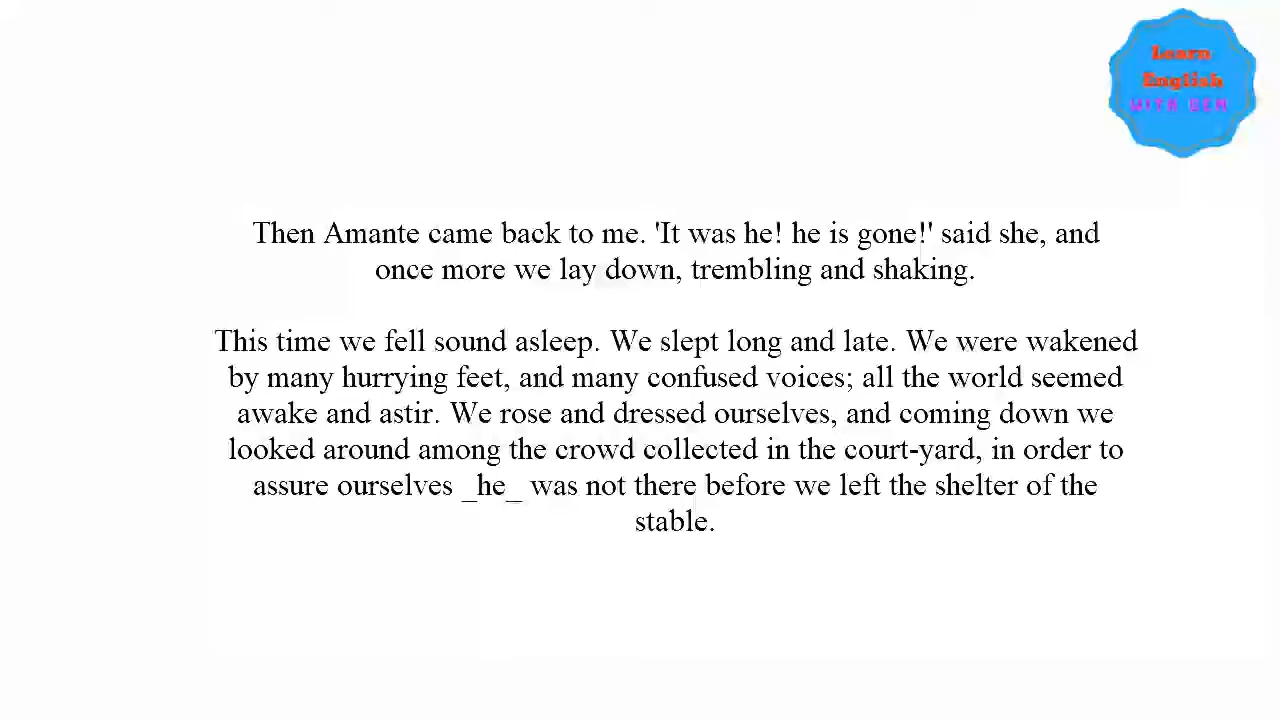 Learn
English
WITH
Then Amante came back to me. 'It was he! he is gone!' said she, and
once more we lay down, trembling and shaking.
This time we fell sound asleep. We slept long and late. We were wakened
by many hurrying feet, and many confused voices; all the world seemed
awake and astir. We rose and dressed ourselves, and coming down we
looked around among the crowd collected in the court-yard, in order to
assure ourselves _he_ was not there before we left the shelter of the
stable.